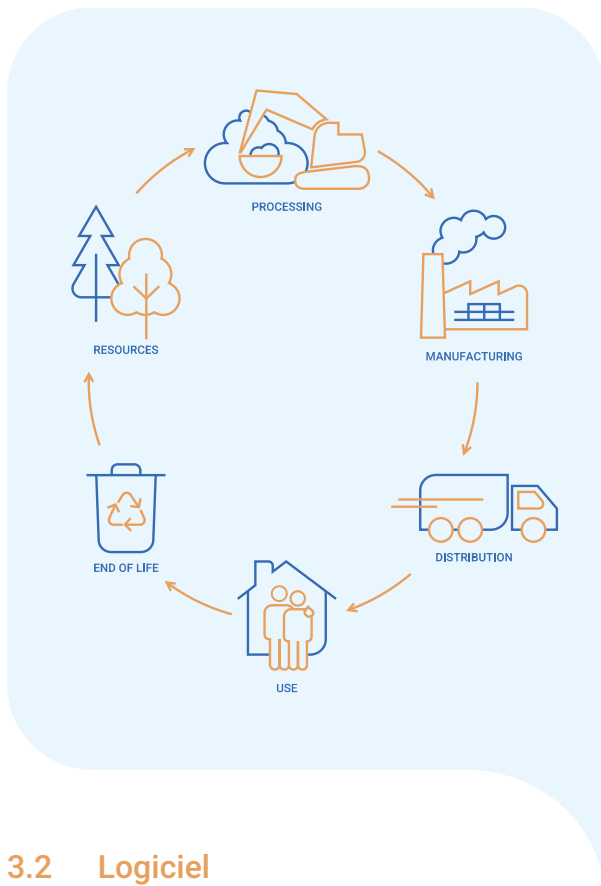 PROCESSING
RESOURCES
MANUFACTURING
DISTRIBUTION
END OF LIFE
USE
3.2 Logiciel